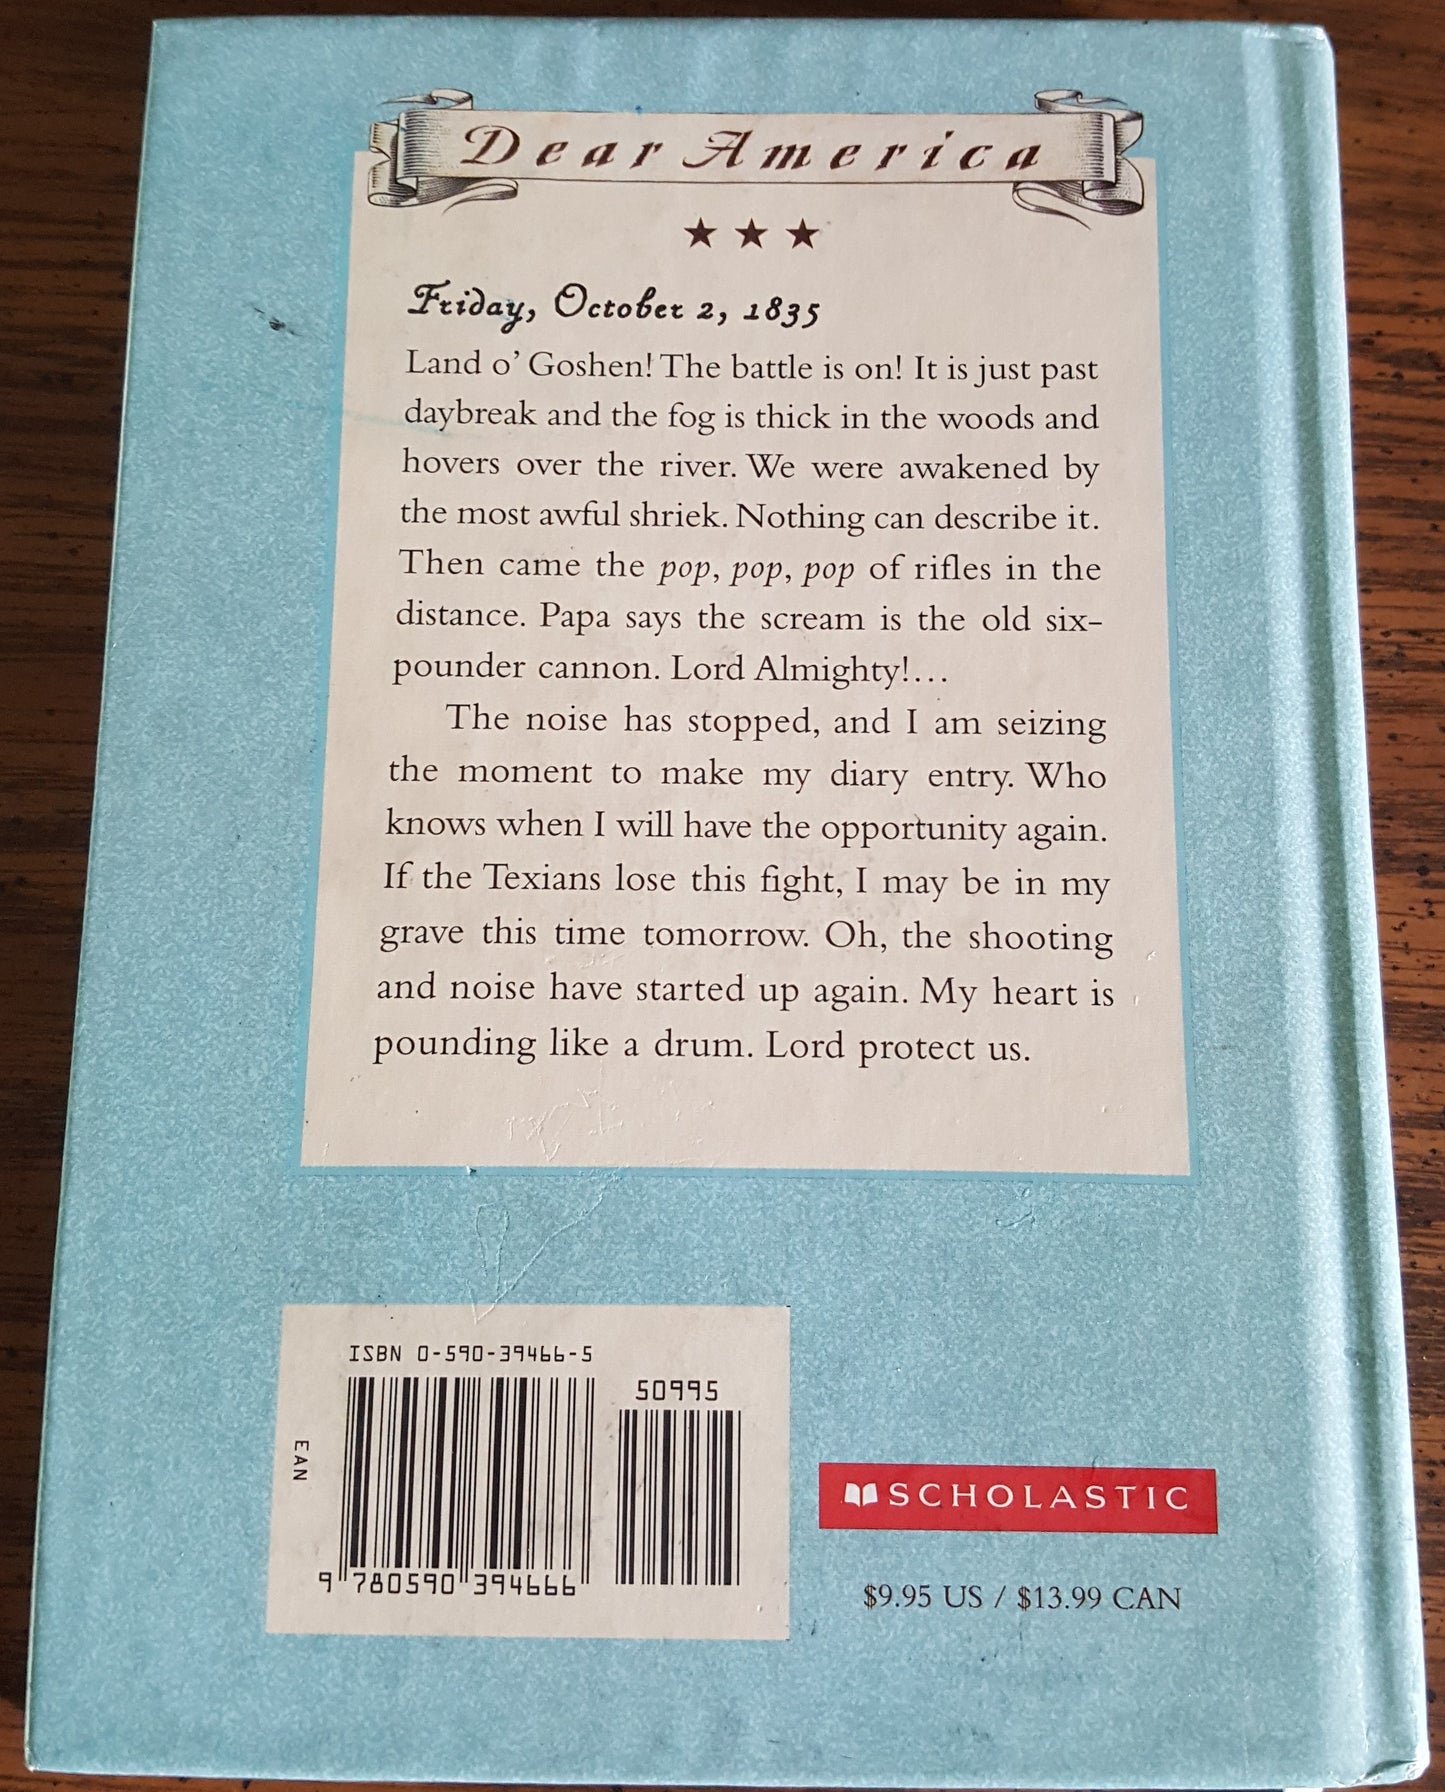 Dear America
★ ★ ★
Friday, October 2, 1835
Land o' Goshen! The battle is on! It is just past
daybreak and the fog is thick in the woods and
hovers over the river. We were awakened by
the most awful shriek. Nothing can describe it.
Then came the pop, pop, pop of rifles in the
distance. Papa says the scream is the old six-
pounder cannon. Lord Almighty!...
The noise has stopped, and I am seizing
the moment to make my diary entry. Who
knows when I will have the opportunity again.
If the Texians lose this fight, I may be in my
grave this time tomorrow. Oh, the shooting
and noise have started up again. My heart is
pounding like a drum. Lord protect us.
ISBN 0-590-39466-5
50995
EAN
9 780590 394666
SCHOLASTIC
$9.95 US / $13.99 CAN